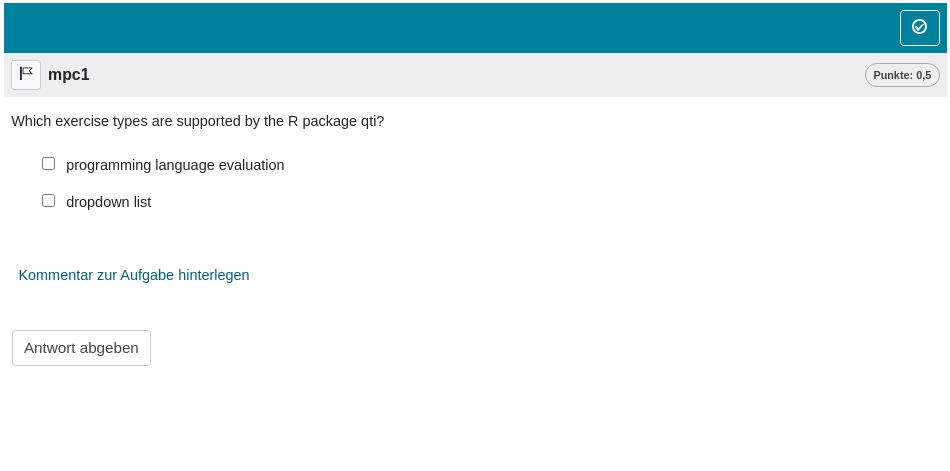 mpc1
Punkte: 0,5
Which exercise types are supported by the R package qti?
programming language evaluation
dropdown list
Kommentar zur Aufgabe hinterlegen
Antwort abgeben